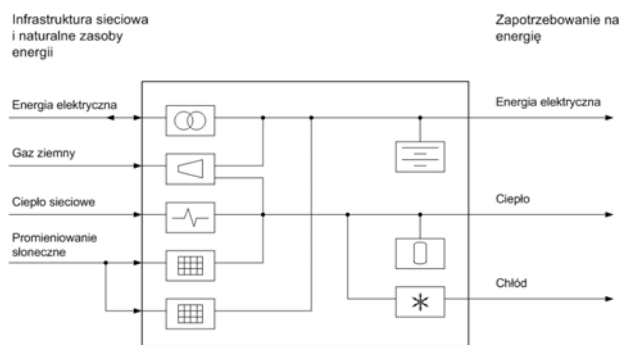 Infrastruktura sieciowa
i naturalne zasoby
energii
Zapotrzebowanie na
energię
Energia elektryczna
Energia elektryczna
Gaz ziemny
Ciepło sieciowe
Ciepło
Promieniowanie
słoneczne
Chłód